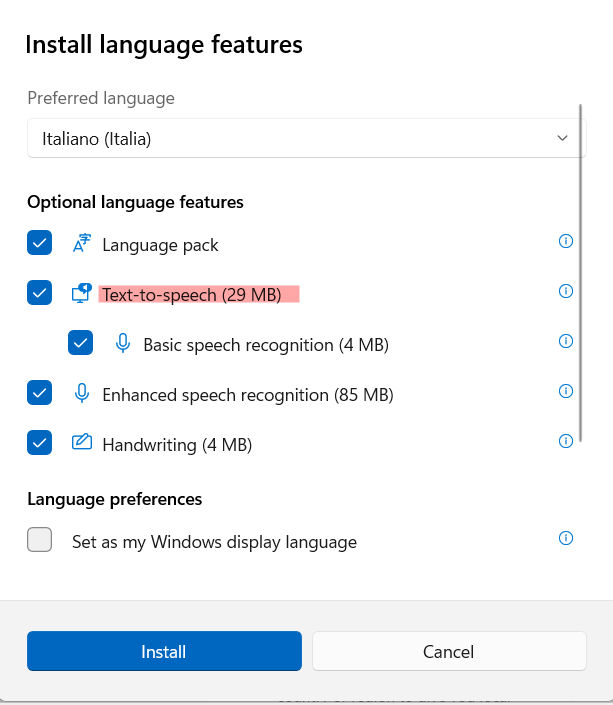 Install language features
Preferred language
Italiano (Italia)
Optional language features
Language pack
Text-to-speech (29 MB)
Basic speech recognition (4 MB)
Enhanced speech recognition (85 MB)
Handwriting (4 MB)
Language preferences
Set as my Windows display language
Install Cancel